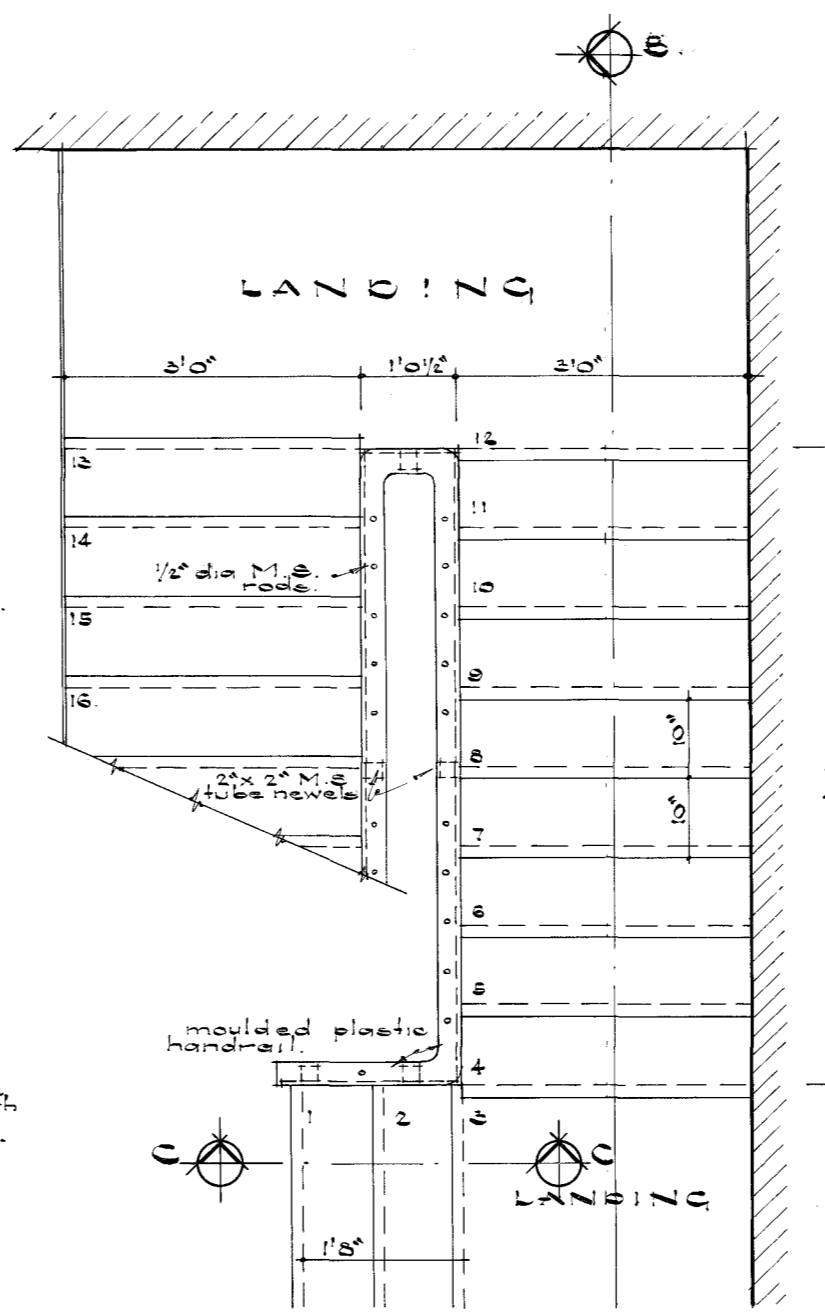 B
LANDING
3'0" 1'0½" 3'0"
13
12
14
11
½" dia M.S.
rods.
10
15
9
16.
10"
8
2" x 2" M.S
tube newels
10"
7
6
5
moulded plastic
handrail.
4
1 2 3
C C
LANDING
1'8"